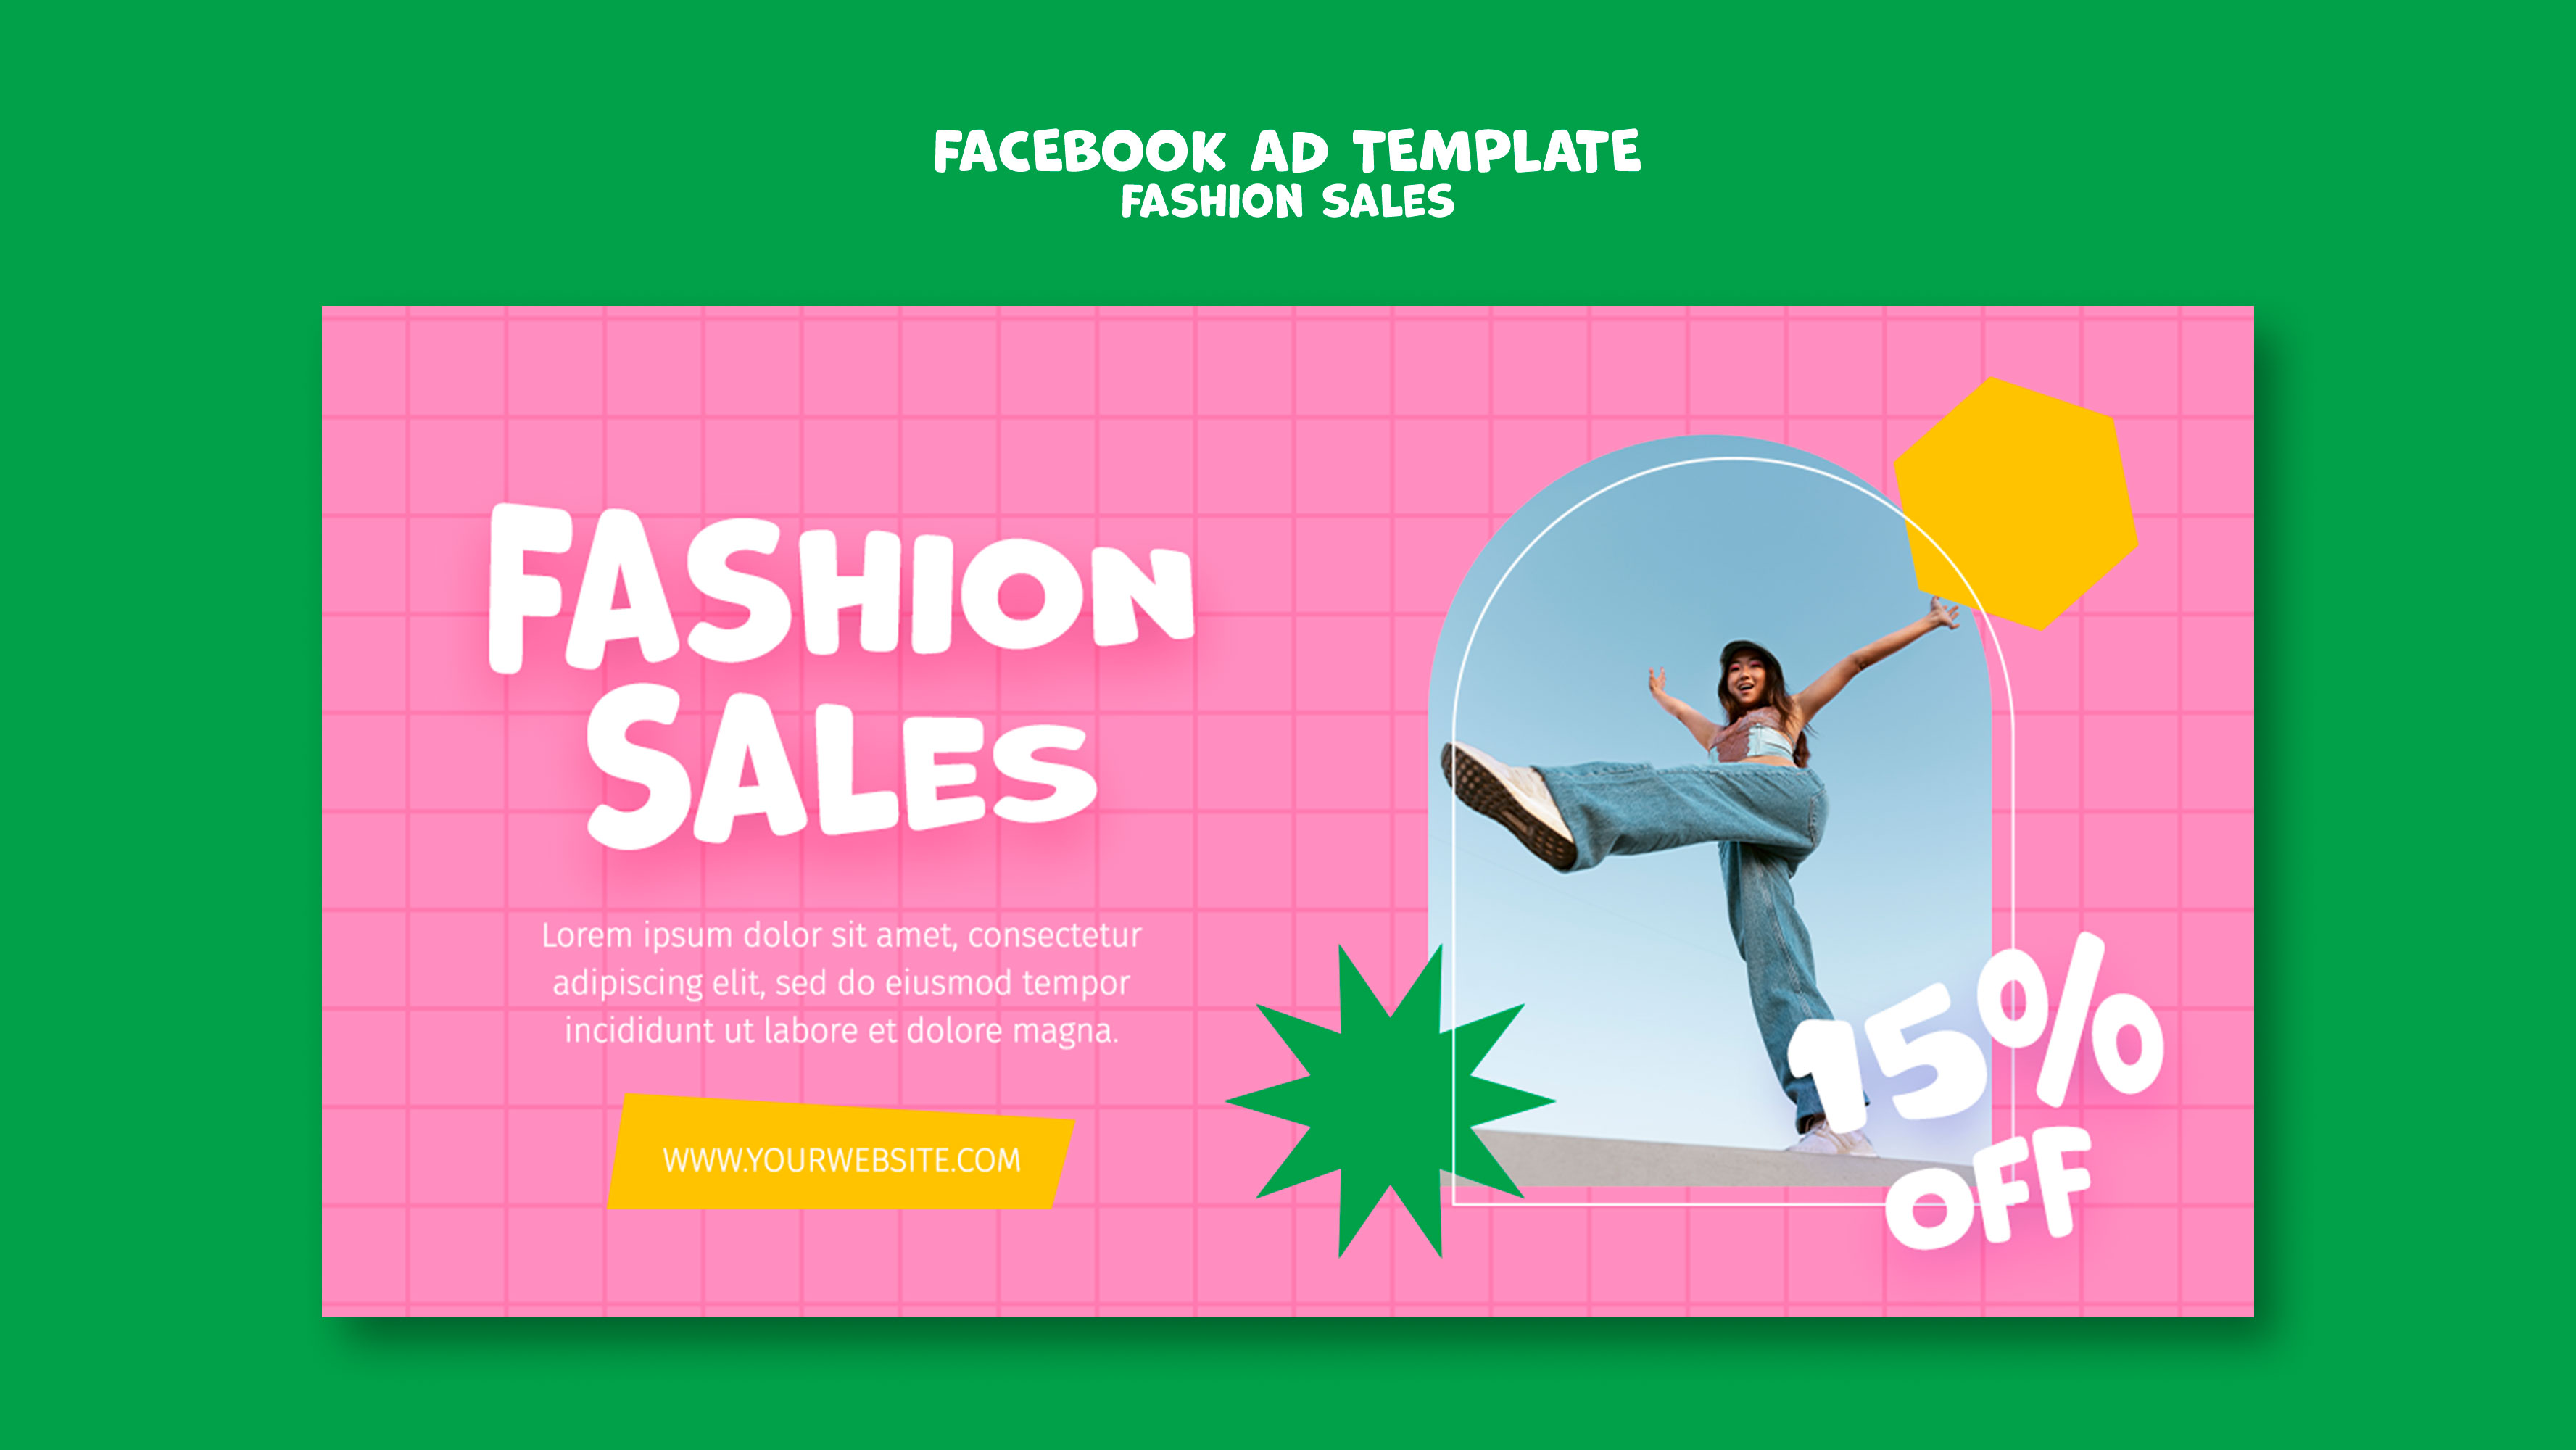 FACEBOOK AD TEMPLATE
FASHION SALES
FASHION
SALES
Lorem ipsum dolor sit amet, consectetur
adipiscing elit, sed do eiusmod tempor
incididunt ut labore et dolore magna.
WWW.YOURWEBSITE.COM
15%
OFF